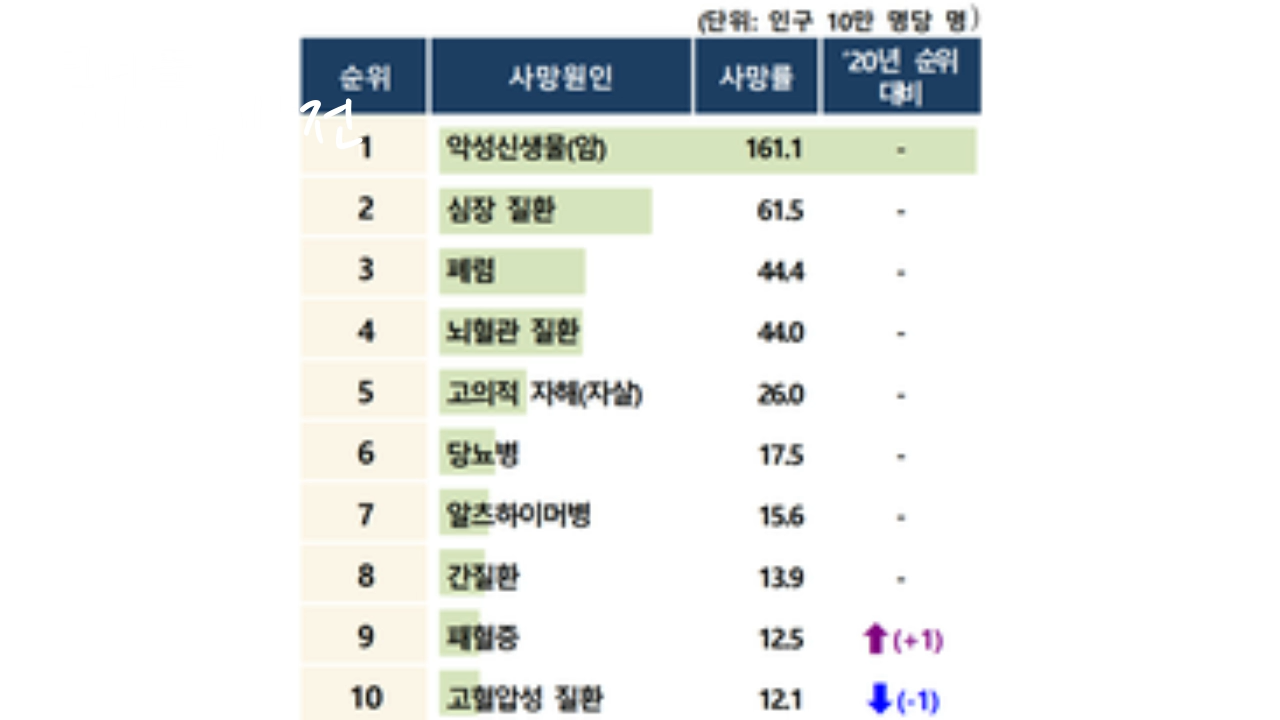 (단위: 인구 10만 명당 명)
순위 사망원인 사망률 '20년 순위 대비
전
1 악성신생물(암) 161.1 -
2 심장 질환 61.5 -
3 폐렴 44.4 -
4 뇌혈관 질환 44.0 -
5 고의적 자해(자살) 26.0 -
6 당뇨병 17.5 -
7 알츠하이머병 15.6 -
8 간질환 13.9 -
9 패혈증 12.5 ⬆(+1)
10 고혈압성 질환 12.1 ⬇(-1)